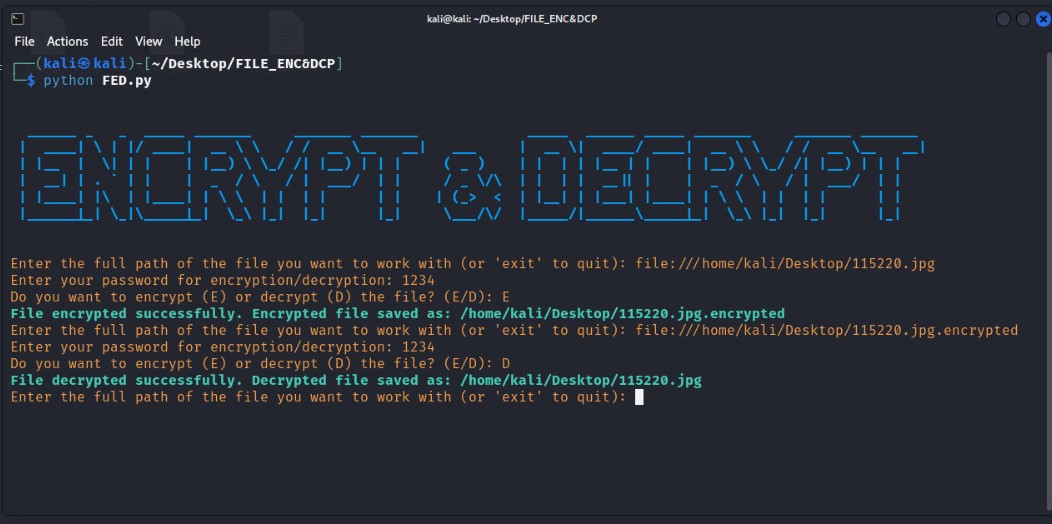 kali@kali: ~/Desktop/FILE_ENC&DCP
File Actions Edit View Help
┌──(kali㉿kali)-[~/Desktop/FILE_ENC&DCP]
└─$ python FED.py
ENCRYPT & DECRYPT
Enter the full path of the file you want to work with (or 'exit' to quit): file:///home/kali/Desktop/115220.jpg
Enter your password for encryption/decryption: 1234
Do you want to encrypt (E) or decrypt (D) the file? (E/D): E
File encrypted successfully. Encrypted file saved as: /home/kali/Desktop/115220.jpg.encrypted
Enter the full path of the file you want to work with (or 'exit' to quit): file:///home/kali/Desktop/115220.jpg.encrypted
Enter your password for encryption/decryption: 1234
Do you want to encrypt (E) or decrypt (D) the file? (E/D): D
File decrypted successfully. Decrypted file saved as: /home/kali/Desktop/115220.jpg
Enter the full path of the file you want to work with (or 'exit' to quit):